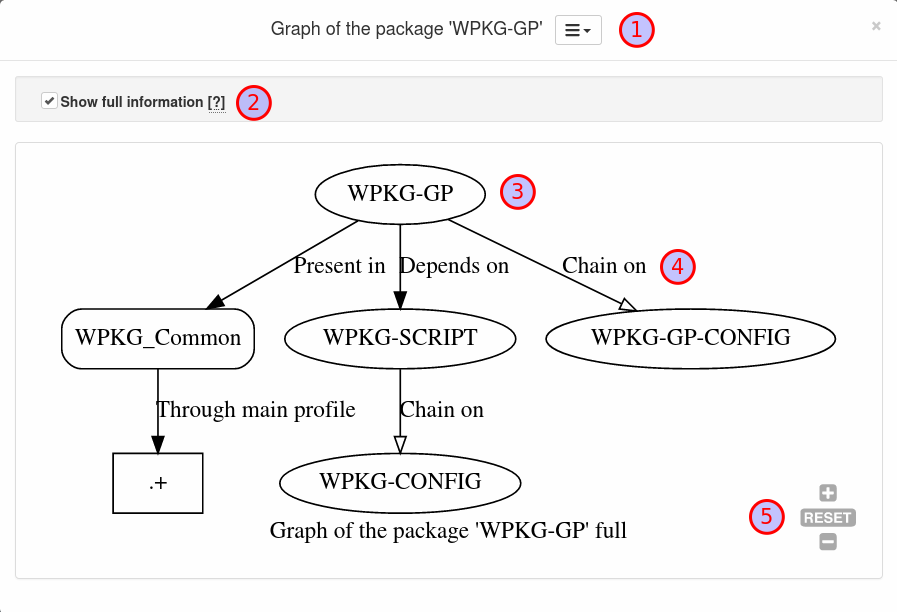 Graph of the package 'WPKG-GP' 1 ×
Show full information [?] 2
WPKG-GP 3
Present in Depends on Chain on 4
WPKG_Common WPKG-SCRIPT WPKG-GP-CONFIG
Through main profile Chain on
.+ WPKG-CONFIG
Graph of the package 'WPKG-GP' full
5 RESET